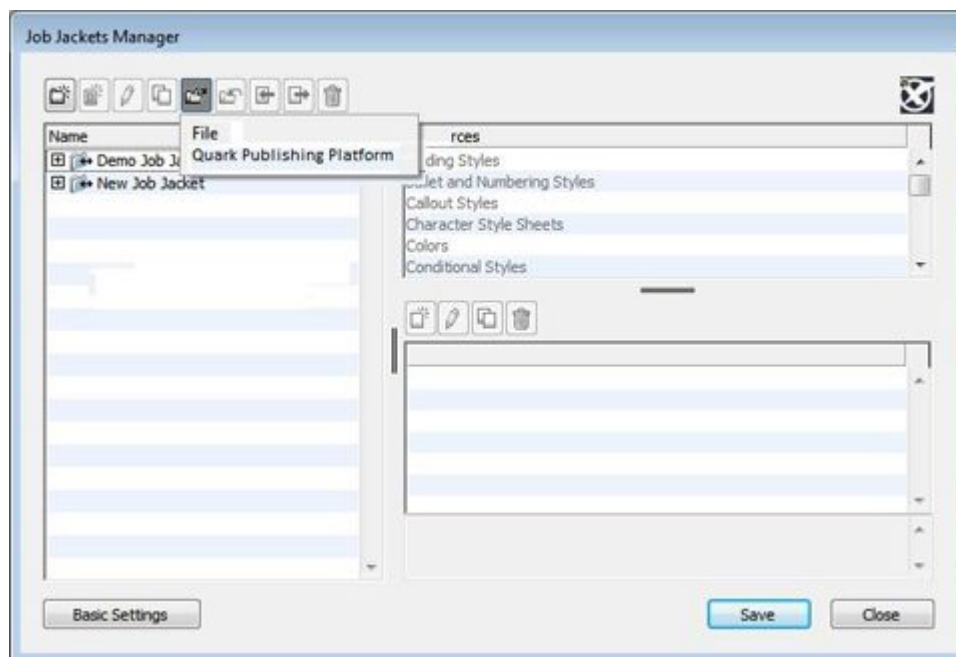 Job Jackets Manager
File
Quark Publishing Platform
Name
rces
Demo Job Ja
ding Styles
New Job Jacket
let and Numbering Styles
Callout Styles
Character Style Sheets
Colors
Conditional Styles
Basic Settings
Save
Close